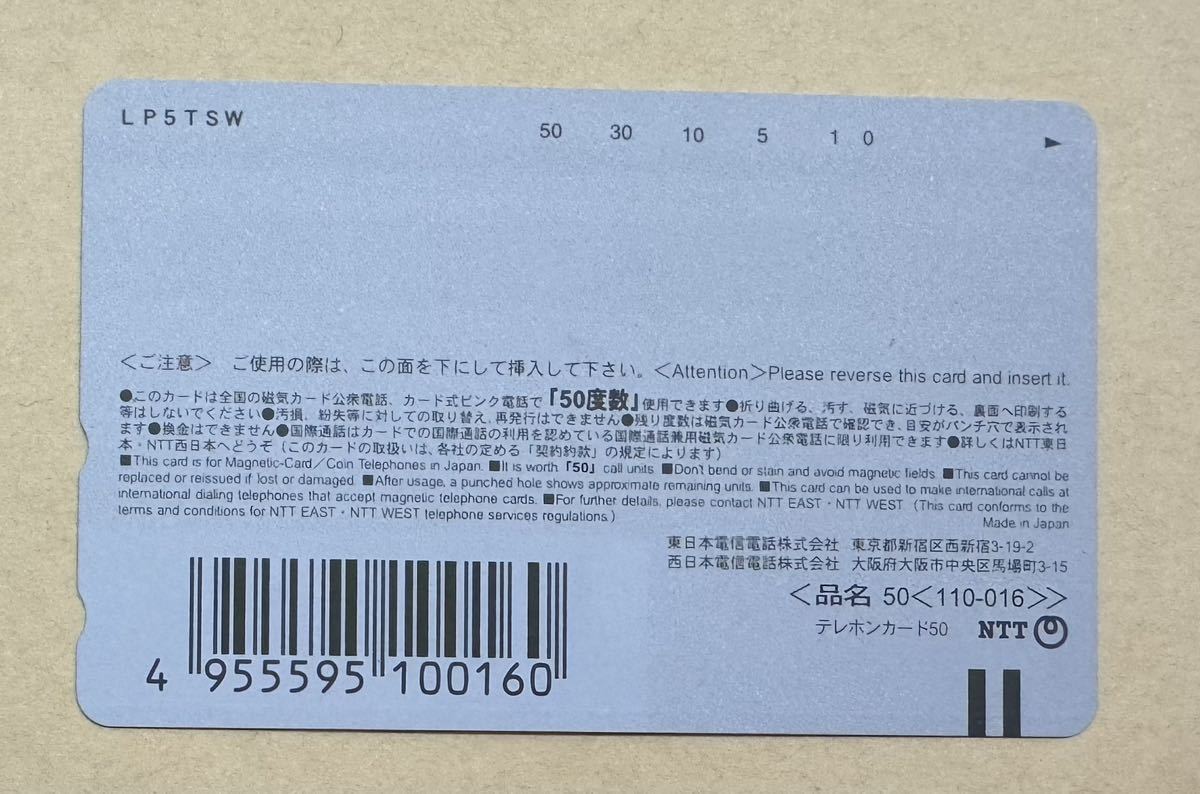 LP5TSW
50 30 10 5 1 0 ▶
＜ご注意＞ ご使用の際は、この面を下にして挿入して下さい。＜Attention＞Please reverse this card and insert it.
●このカードは全国の磁気カード公衆電話、カード式ピンク電話で「50度数」使用できます●折り曲げる、汚す、磁気に近づける、裏面へ印刷する
等はしないでください●汚損、紛失等に対しての取り替え、再発行はできません●残り度数は磁気カード公衆電話で確認でき、目安がパンチ穴で表示され
ます●換金はできません●国際通話はカードでの国際通話の利用を認めている国際通話兼用磁気カード公衆電話に限り利用できます●詳しくはNTT東日
本・NTT西日本へどうぞ（このカードの取扱いは、各社の定める「契約約款」の規定によります）
■This card is for Magnetic-Card／Coin Telephones in Japan. ■It is worth「50」call units ■Don't bend or stain and avoid magnetic fields ■This card cannot be
replaced or reissued if lost or damaged ■After usage, a punched hole shows approximate remaining units. ■This card can be used to make international calls at
international dialing telephones that accept magnetic telephone cards. ■For further details, please contact NTT EAST・NTT WEST (This card conforms to the
terms and conditions for NTT EAST・NTT WEST telephone services regulations.)
Made in Japan
東日本電信電話株式会社 東京都新宿区西新宿3-19-2
西日本電信電話株式会社 大阪府大阪市中央区馬場町3-15
＜品名 50＜110-016＞＞
テレホンカード50 NTT
4 955595 100160